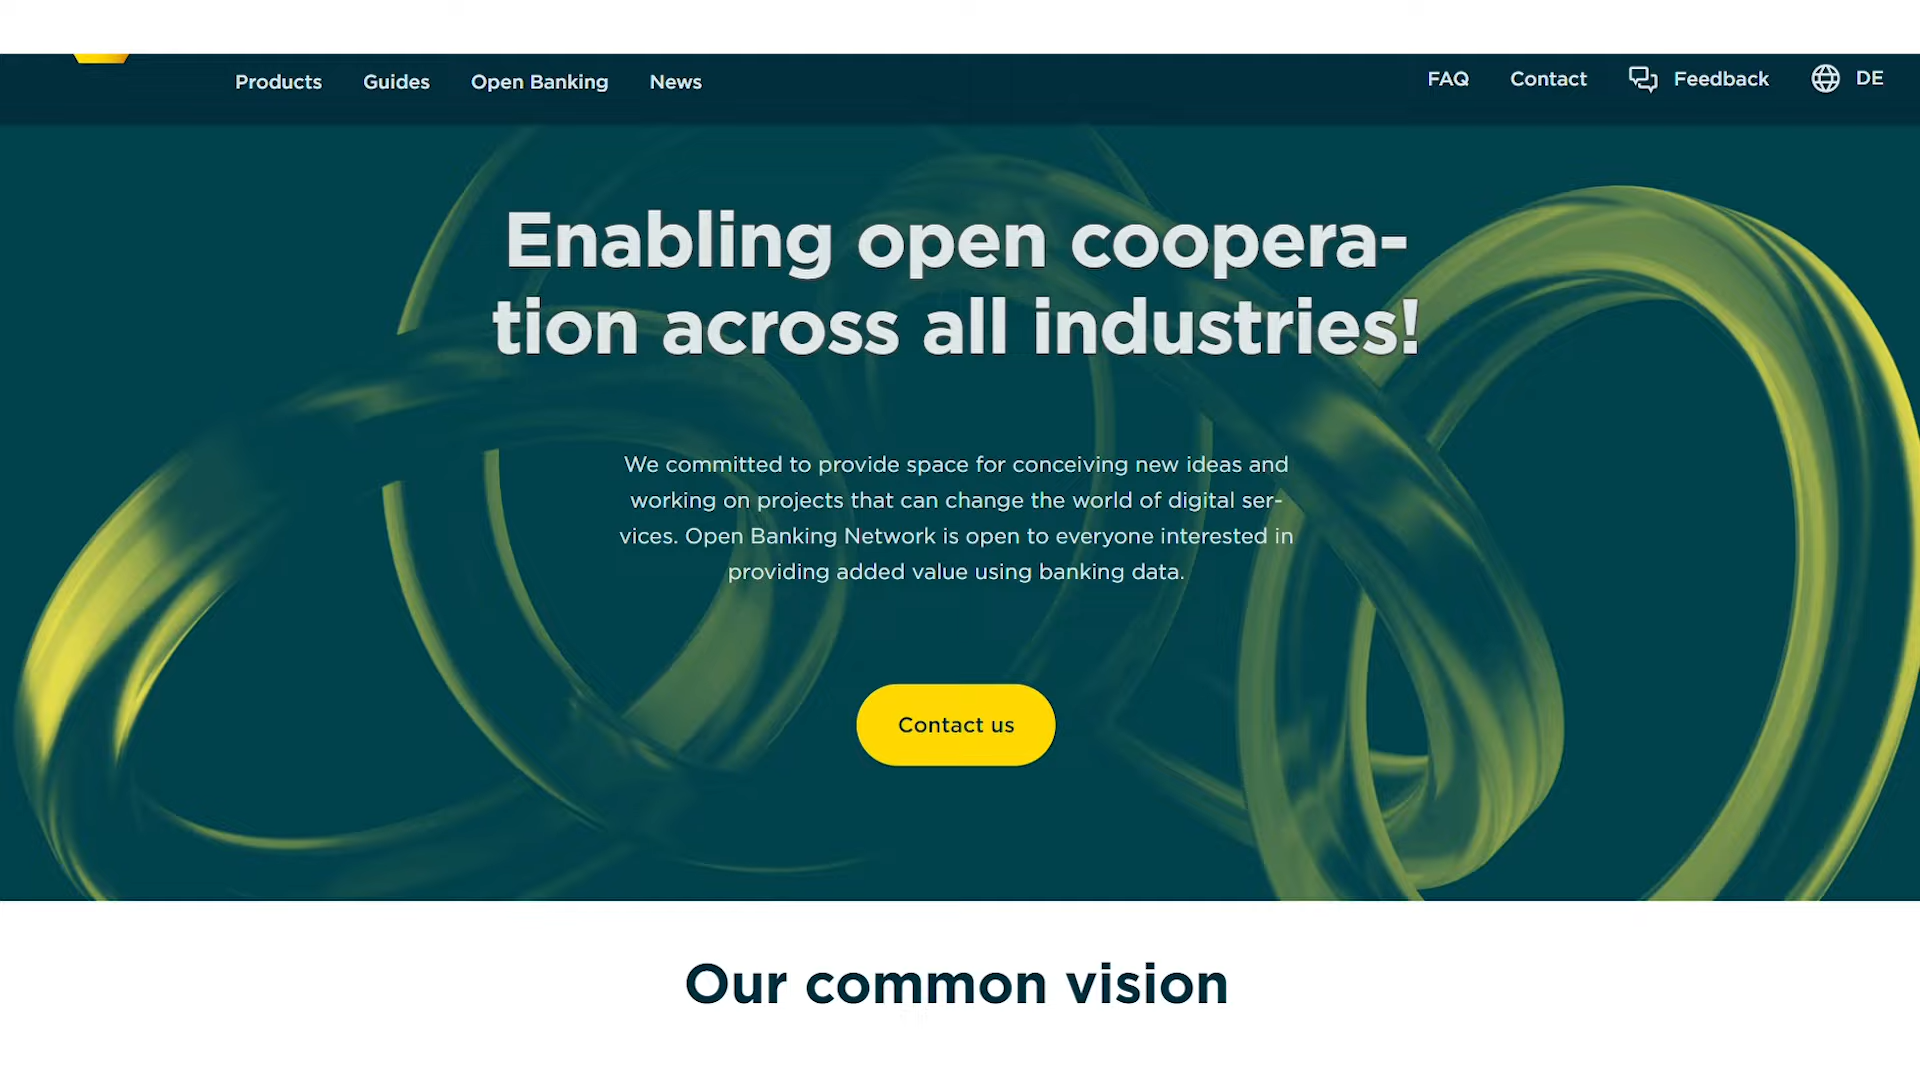 Products Guides Open Banking News FAQ Contact Feedback DE
Enabling open coopera-
tion across all industries!
We committed to provide space for conceiving new ideas and
working on projects that can change the world of digital ser-
vices. Open Banking Network is open to everyone interested in
providing added value using banking data.
Contact us
Our common vision